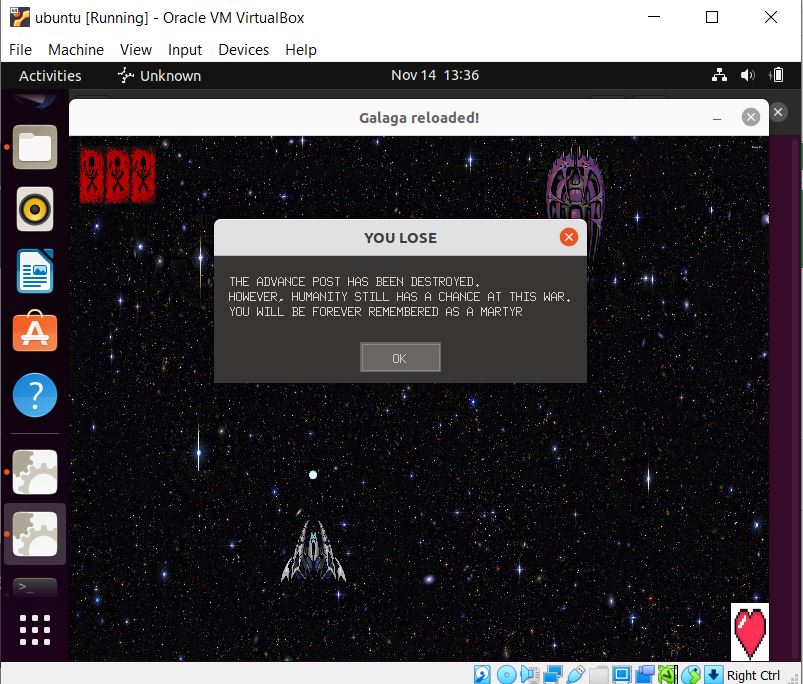 ubuntu [Running] - Oracle VM VirtualBox
File Machine View Input Devices Help
Activities Unknown Nov 14 13:36
Galaga reloaded!
YOU LOSE
THE ADVANCE POST HAS BEEN DESTROYED.
HOWEVER, HUMANITY STILL HAS A CHANCE AT THIS WAR.
YOU WILL BE FOREVER REMEMBERED AS A MARTYR
OK
Right Ctrl